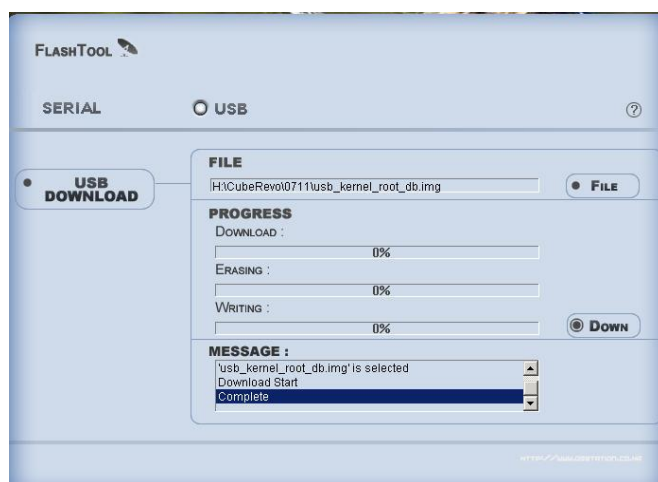 FLASHTOOL
SERIAL
USB
?
USB
DOWNLOAD
FILE
H:\CubeRevo\0711\usb_kernel_root_db.img
FILE
PROGRESS
DOWNLOAD :
0%
ERASING :
0%
WRITING :
0%
DOWN
MESSAGE :
'usb_kernel_root_db.img' is selected
Download Start
Complete